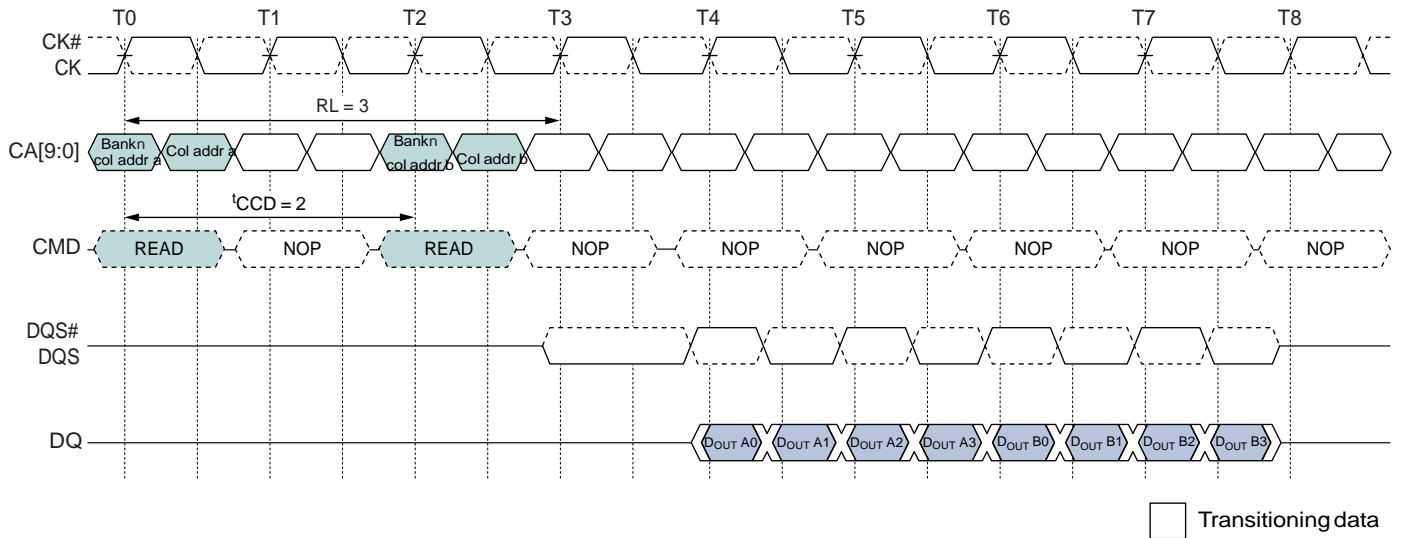 T0 T1 T2 T3 T4 T5 T6 T7 T8
CK#
CK
RL = 3
CA[9:0]
Bankn
col addr a
Col addr a
Bankn
col addr b
Col addr b
tCCD = 2
CMD READ NOP READ NOP NOP NOP NOP NOP NOP
DQS#
DQS
DQ DOUT A0 DOUT A1 DOUT A2 DOUT A3 DOUT B0 DOUT B1 DOUT B2 DOUT B3
Transitioning data